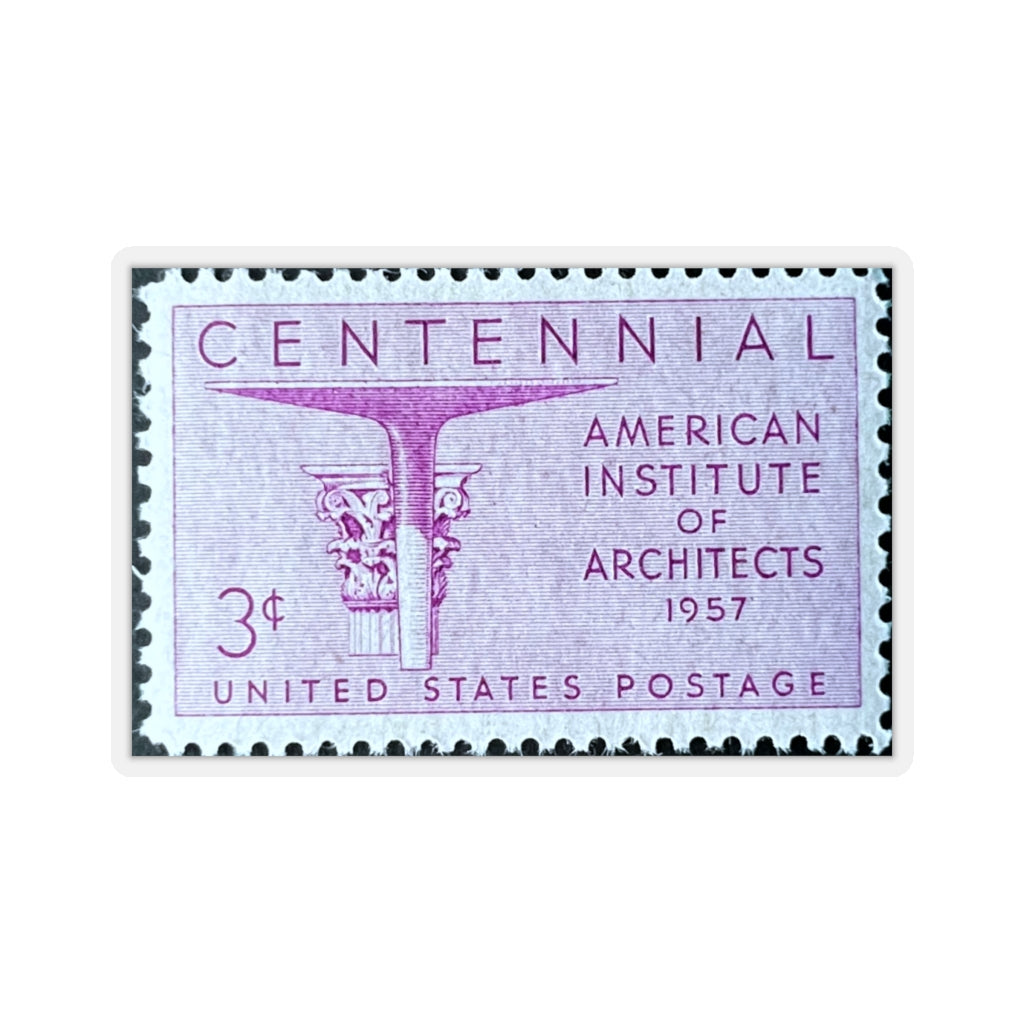 CENTENNIAL
AMERICAN
INSTITUTE
OF
ARCHITECTS
1957
3¢
UNITED STATES POSTAGE